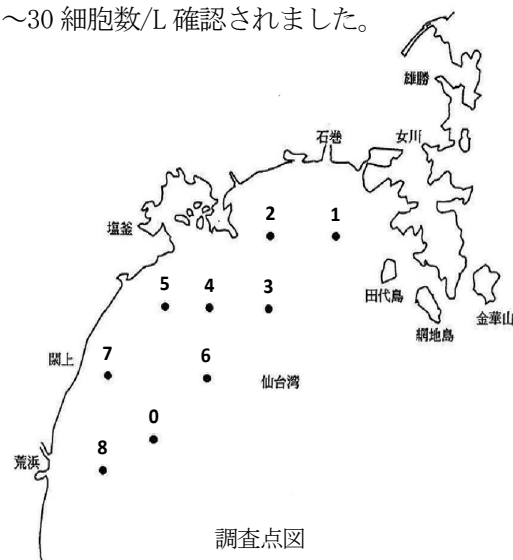 ～30 細胞数/L 確認されました。
雄勝
石巻
女川
塩釜
2
1
5
4
3
田代島
網地島
金華山
閖上
7
6
仙台湾
0
荒浜
8
調査点図